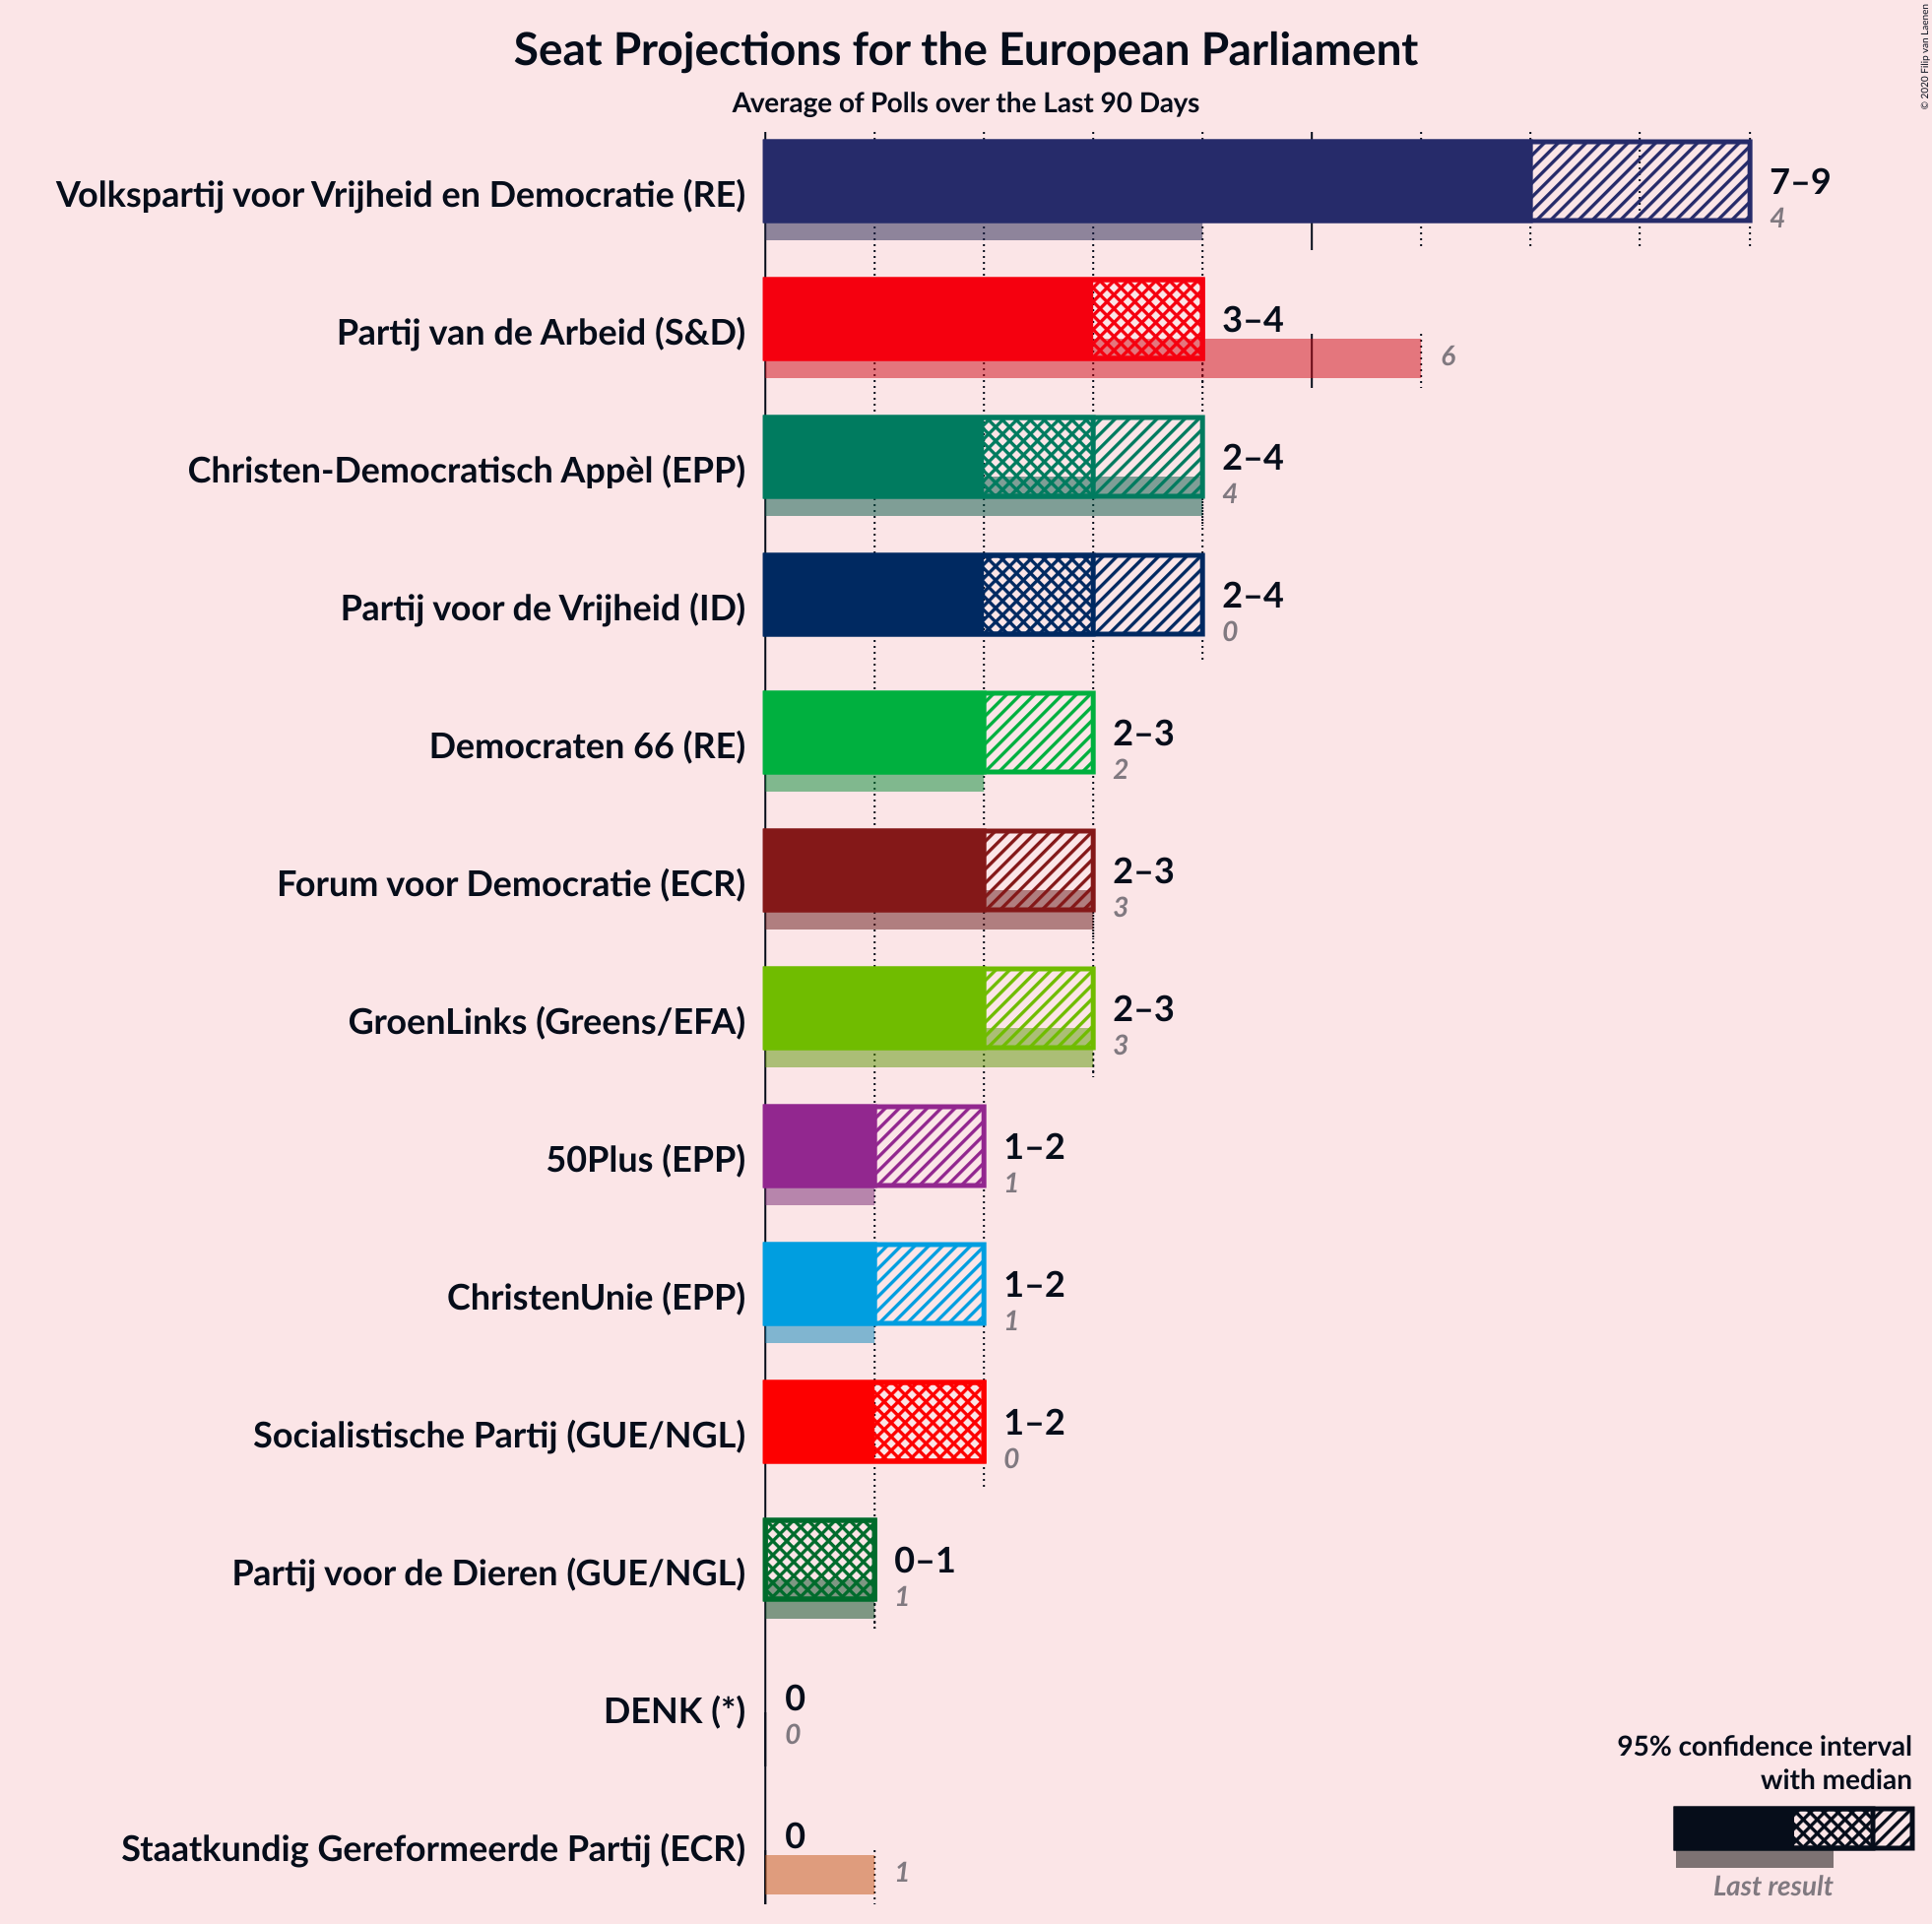 Seat Projections for the European Parliament
Average of Polls over the Last 90 Days
© 2020 Filip van Laenen
Volkspartij voor Vrijheid en Democratie (RE)
7–9
4
Partij van de Arbeid (S&D)
3–4
6
Christen-Democratisch Appèl (EPP)
2–4
4
Partij voor de Vrijheid (ID)
2–4
0
Democraten 66 (RE)
2–3
2
Forum voor Democratie (ECR)
2–3
3
GroenLinks (Greens/EFA)
2–3
3
50Plus (EPP)
1–2
1
ChristenUnie (EPP)
1–2
1
Socialistische Partij (GUE/NGL)
1–2
0
Partij voor de Dieren (GUE/NGL)
0–1
1
DENK (*)
0
0
Staatkundig Gereformeerde Partij (ECR)
0
1
95% confidence interval
with median
Last result